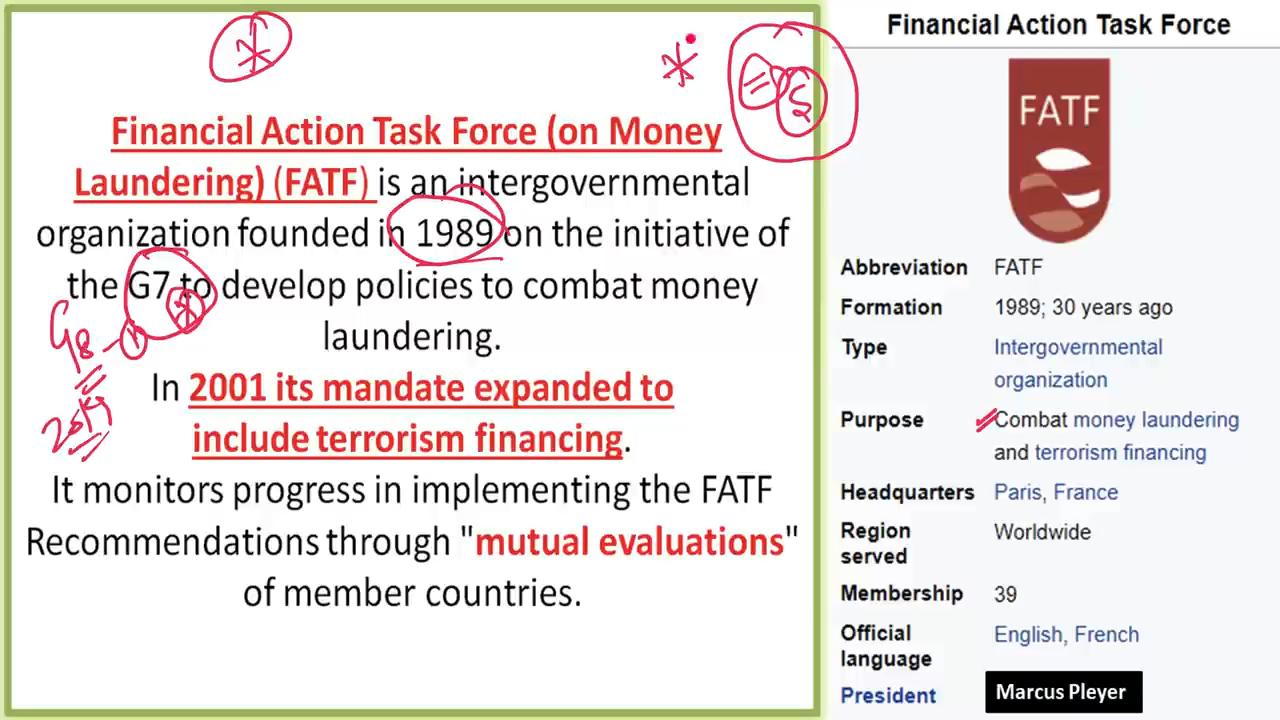 Financial Action Task Force (on Money
Laundering) (FATF) is an intergovernmental
organization founded in 1989 on the initiative of
the G7 to develop policies to combat money
laundering.
G8
In 2001 its mandate expanded to
include terrorism financing.
It monitors progress in implementing the FATF
Recommendations through "mutual evaluations"
of member countries.
Financial Action Task Force
FATF
Abbreviation FATF
Formation 1989; 30 years ago
Type Intergovernmental
organization
Purpose Combat money laundering
and terrorism financing
Headquarters Paris, France
Region Worldwide
served
Membership 39
Official English, French
language
President Marcus Pleyer